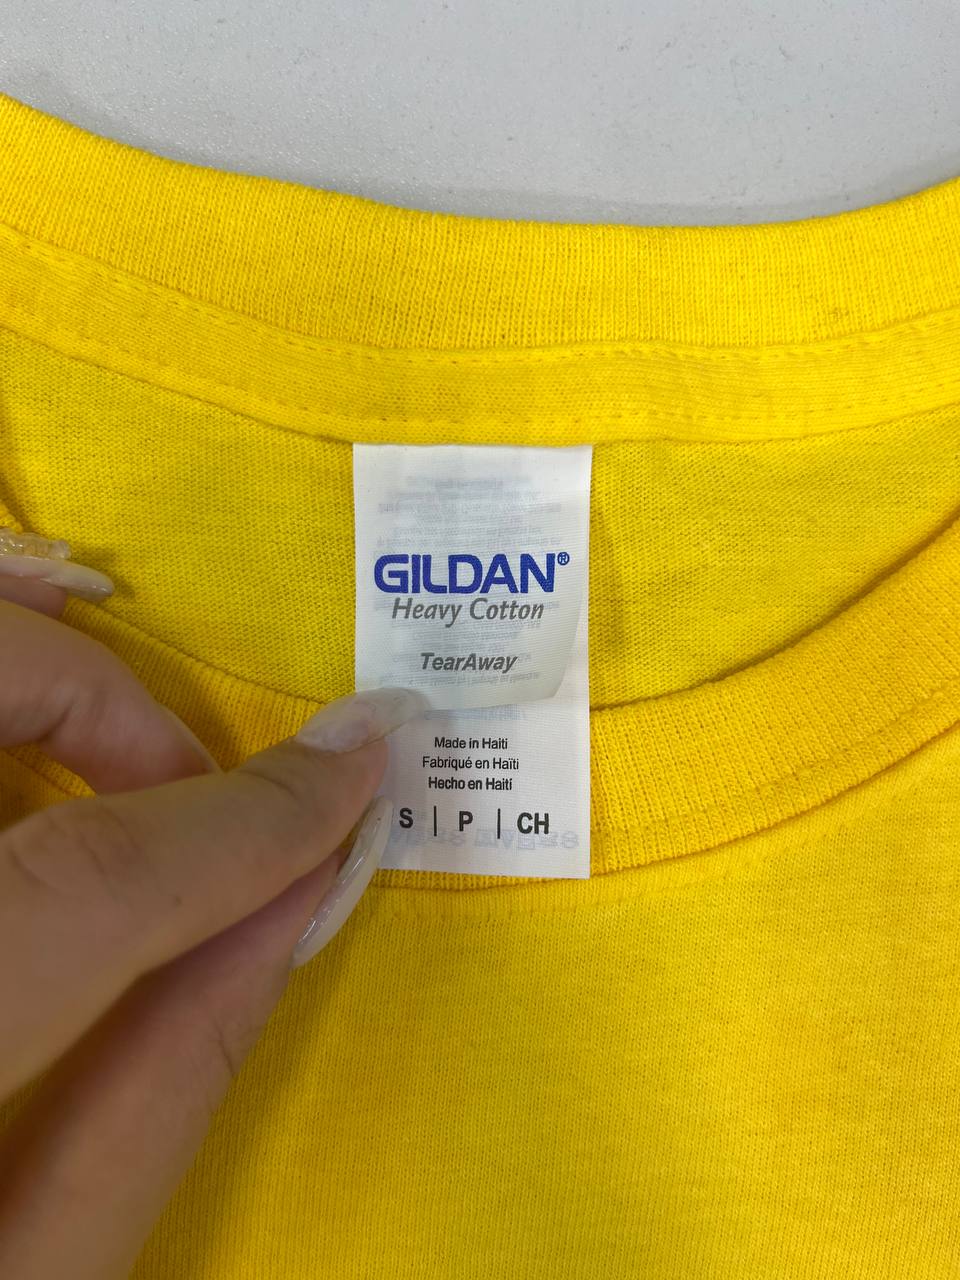 GILDAN®
Heavy Cotton
TearAway
Made in Haiti
Fabriqué en Haïti
Hecho en Haití
S | P | CH